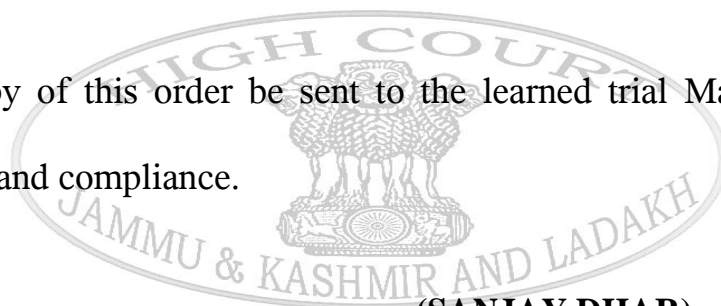 HIGH COURT
py of this order be sent to the learned trial Ma
and compliance.
JAMMU & KASHMIR AND LADAKH
(SANJAY DHAR)